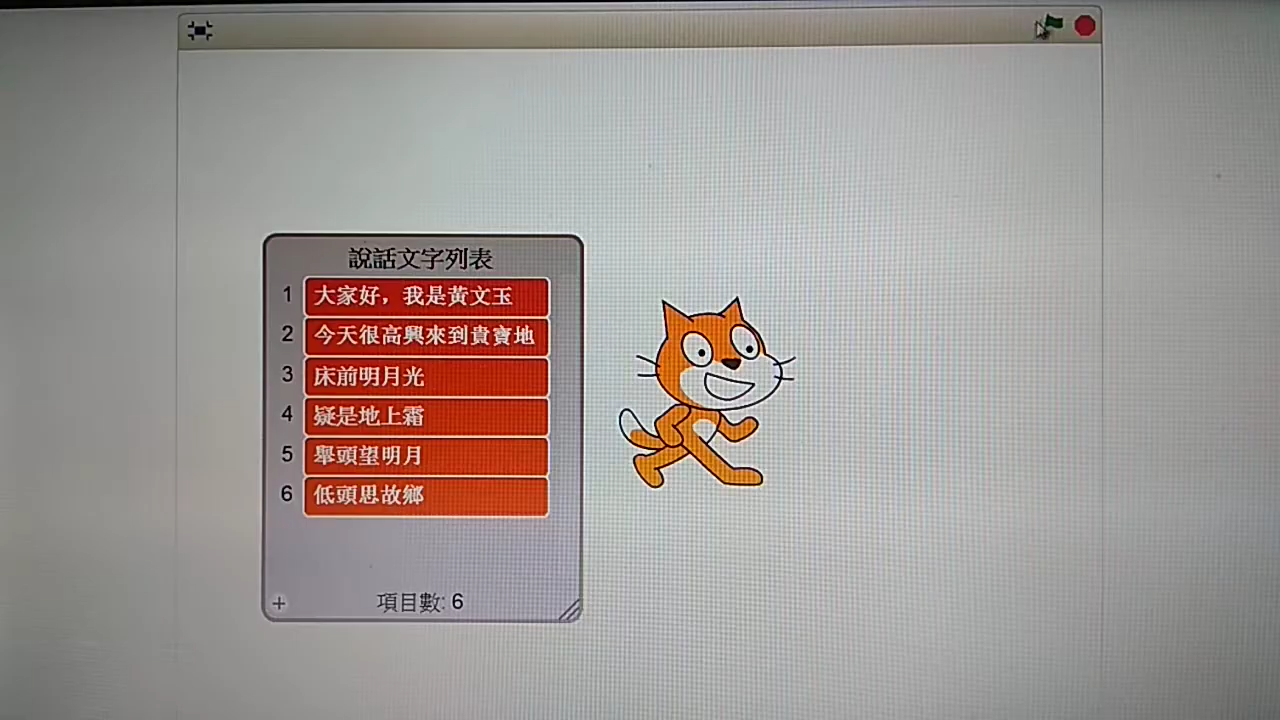 說話文字列表
1 大家好，我是黃文玉
2 今天很高興來到貴寶地
3 床前明月光
4 疑是地上霜
5 舉頭望明月
6 低頭思故鄉
+ 項目數: 6